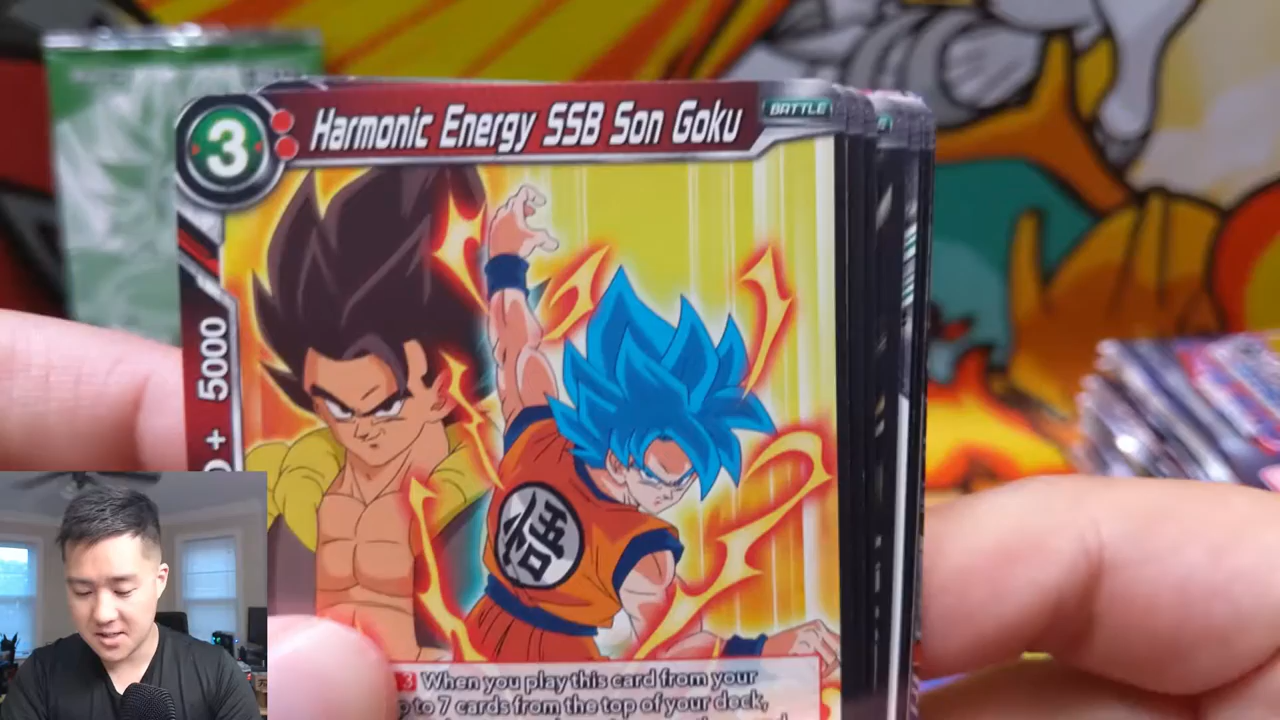 3 Harmonic Energy SSB Son Goku BATTLE
5000
悟
3 When you play this card from your
to 7 cards from the top of your deck,